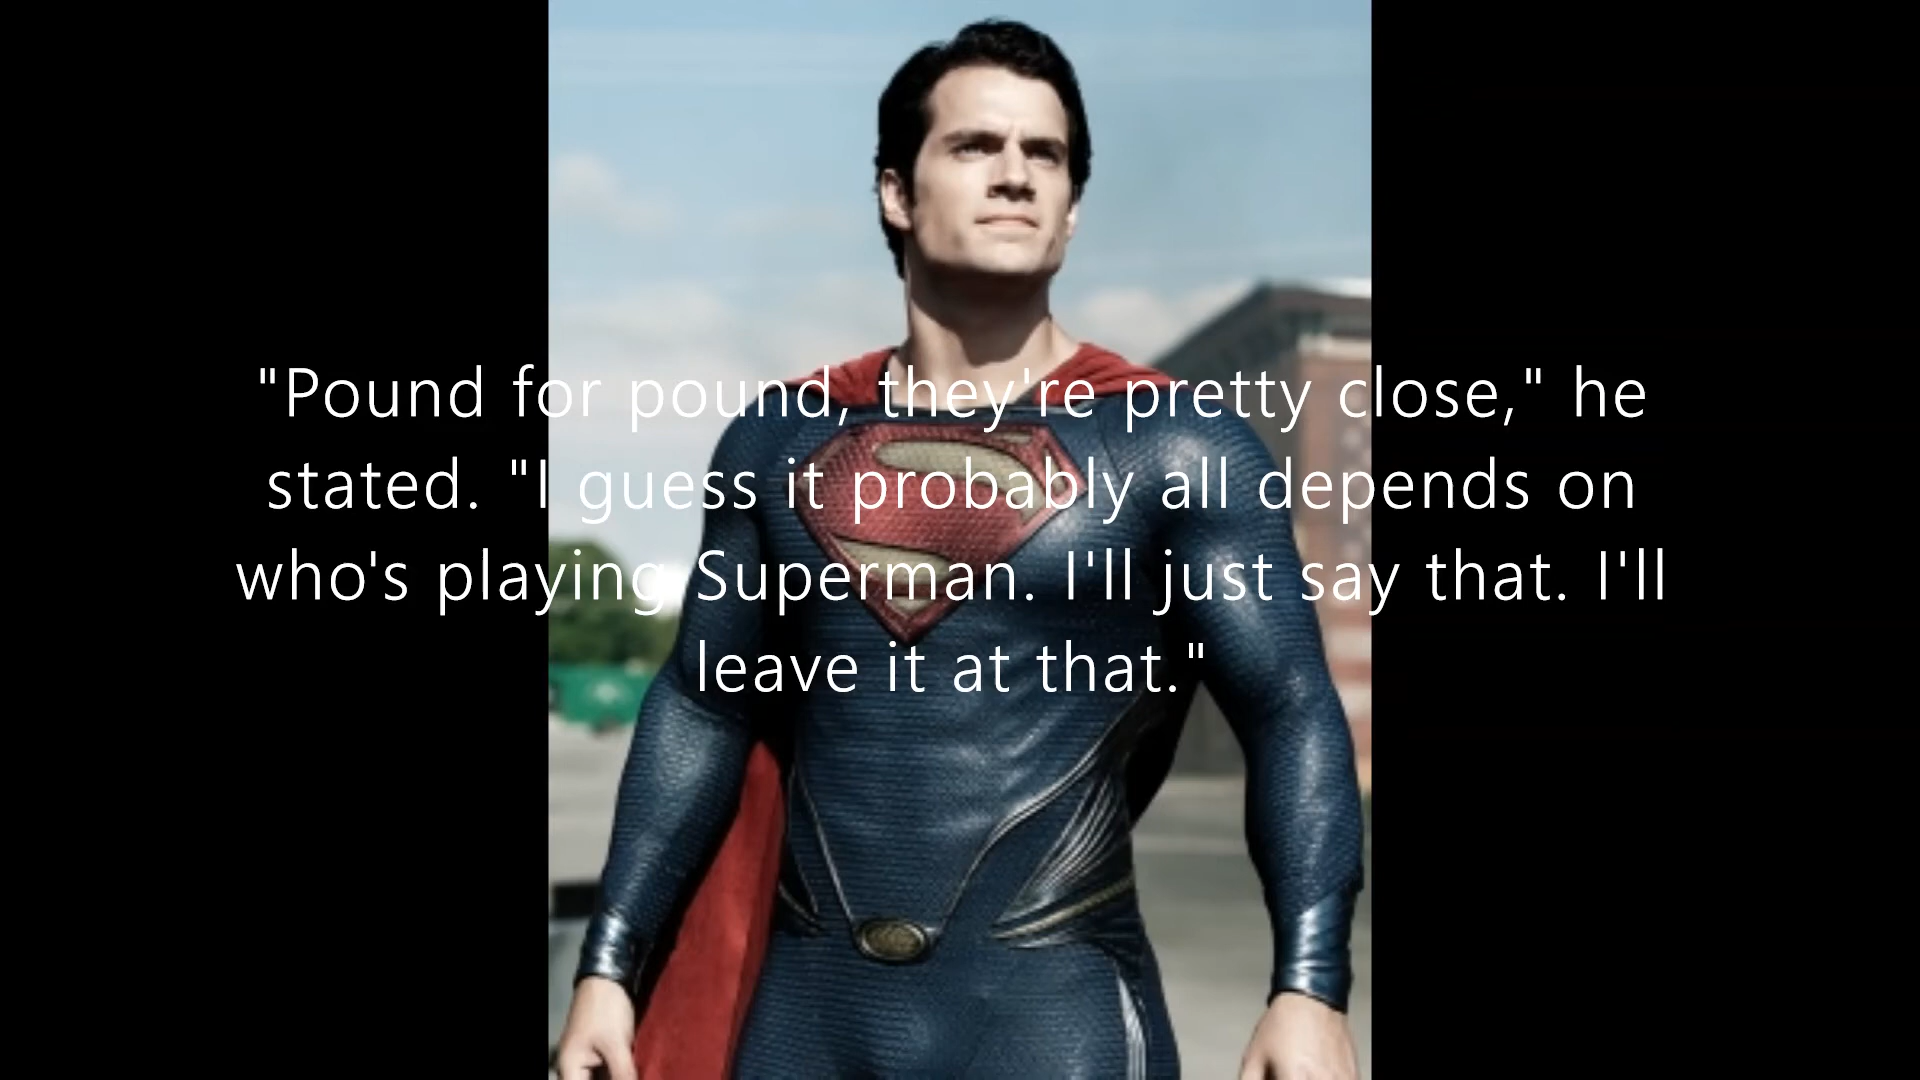 "Pound for pound, they're pretty close," he
stated. "I guess it probably all depends on
who's playing Superman. I'll just say that. I'll
leave it at that."